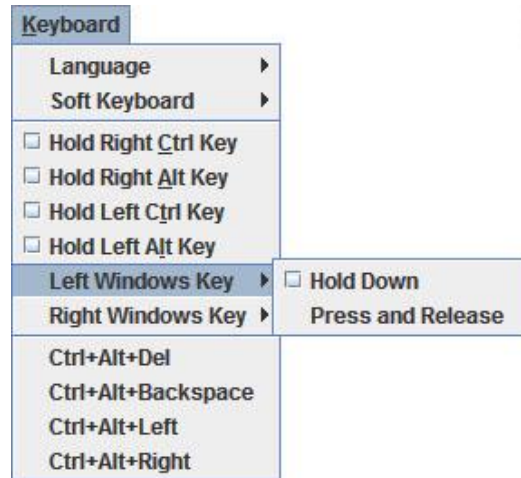 Keyboard
Language
Soft Keyboard
Hold Right Ctrl Key
Hold Right Alt Key
Hold Left Ctrl Key
Hold Left Alt Key
Left Windows Key
Hold Down
Right Windows Key
Press and Release
Ctrl+Alt+Del
Ctrl+Alt+Backspace
Ctrl+Alt+Left
Ctrl+Alt+Right